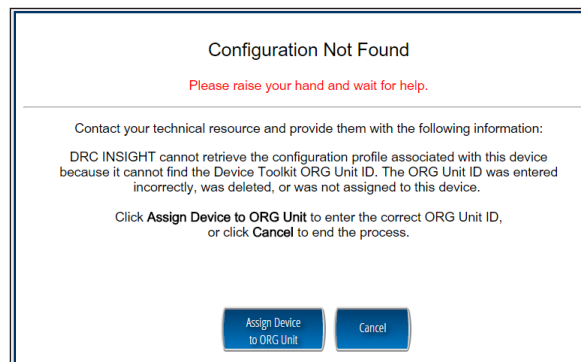 Configuration Not Found
Please raise your hand and wait for help.
Contact your technical resource and provide them with the following information:
DRC INSIGHT cannot retrieve the configuration profile associated with this device
because it cannot find the Device Toolkit ORG Unit ID. The ORG Unit ID was entered
incorrectly, was deleted, or was not assigned to this device.
Click Assign Device to ORG Unit to enter the correct ORG Unit ID,
or click Cancel to end the process.
Assign Device
to ORG Unit
Cancel